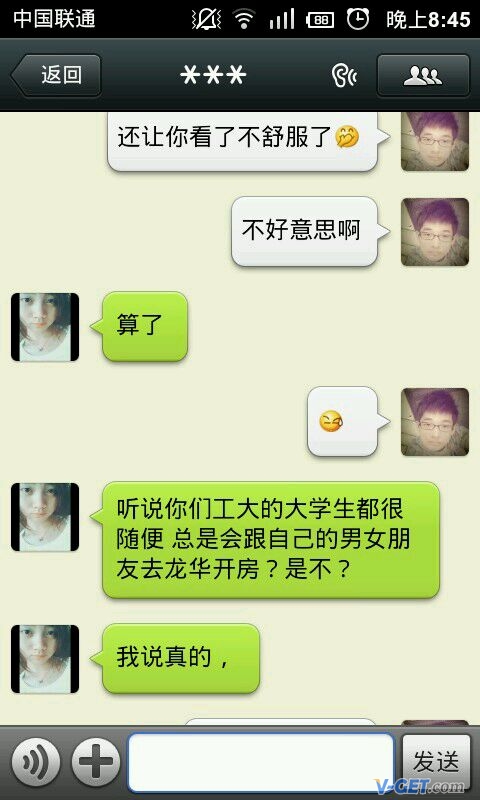 中国联通 88 晚上8:45
返回 ***
还让你看了不舒服了
不好意思啊
算了
听说你们工大的大学生都很
随便 总是会跟自己的男女朋
友去龙华开房？是不？
我说真的，
发送
V-GET.com